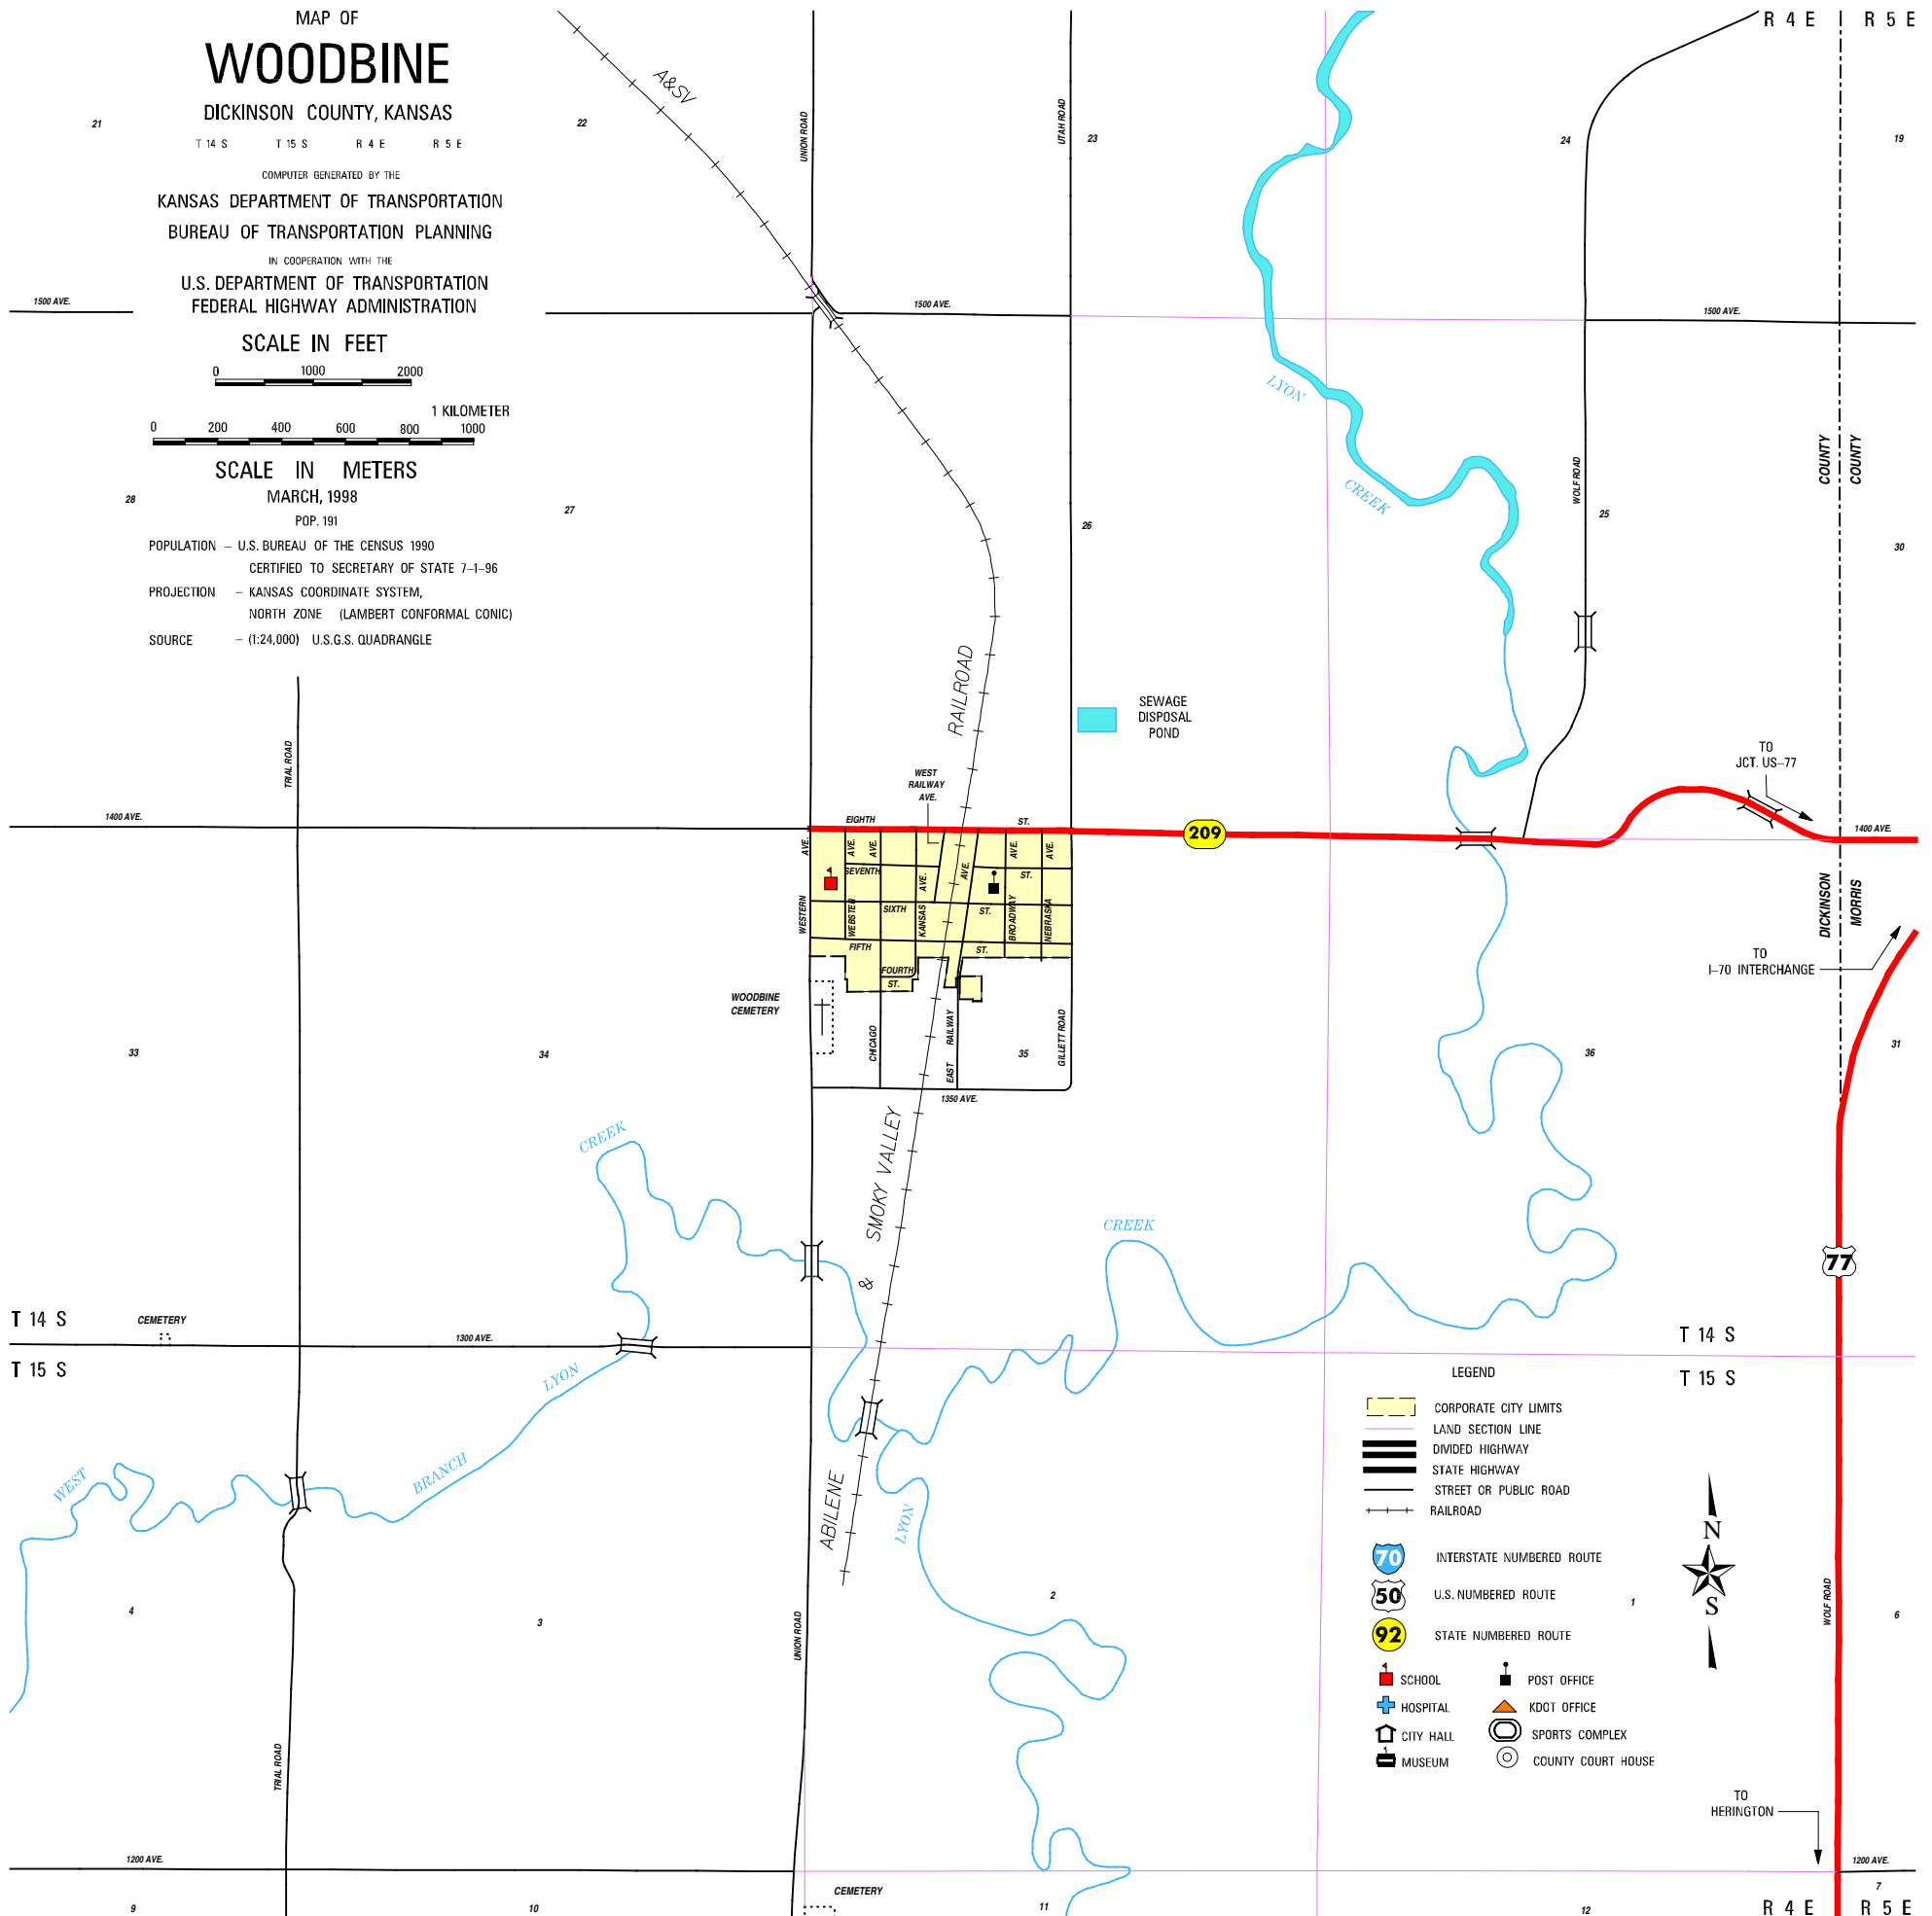 MAP OF
WOODBINE
DICKINSON COUNTY, KANSAS
T 14 S T 15 S R 4 E R 5 E
COMPUTER GENERATED BY THE
KANSAS DEPARTMENT OF TRANSPORTATION
BUREAU OF TRANSPORTATION PLANNING
IN COOPERATION WITH THE
U.S. DEPARTMENT OF TRANSPORTATION
FEDERAL HIGHWAY ADMINISTRATION
SCALE IN FEET
0 1000 2000
1 KILOMETER
0 200 400 600 800 1000
SCALE IN METERS
MARCH, 1998
POP. 191
POPULATION – U.S. BUREAU OF THE CENSUS 1990
CERTIFIED TO SECRETARY OF STATE 7–1–96
PROJECTION – KANSAS COORDINATE SYSTEM,
NORTH ZONE (LAMBERT CONFORMAL CONIC)
SOURCE – (1:24,000) U.S.G.S. QUADRANGLE
R 4 E R 5 E
21
22
23
24
19
A&SV
UNION ROAD
UTAH ROAD
1500 AVE.
1500 AVE.
1500 AVE.
LYON
CREEK
WOLF ROAD
COUNTY
COUNTY
28
27
26
25
30
RAILROAD
SEWAGE
DISPOSAL
POND
TRIAL ROAD
TO
JCT. US–77
WEST
RAILWAY
AVE.
1400 AVE.
EIGHTH
ST.
209
1400 AVE.
AVE.
AVE.
AVE.
AVE.
AVE.
SEVENTH
AVE.
AVE.
ST.
WESTERN
WEBSTER
SIXTH
KANSAS
ST.
BROADWAY
NEBRASKA
FIFTH
ST.
FOURTH
ST.
DICKINSON
MORRIS
TO
I–70 INTERCHANGE
WOODBINE
CEMETERY
CHICAGO
EAST RAILWAY
GILLETT ROAD
33
34
35
36
31
1350 AVE.
CREEK
SMOKY VALLEY
&
CREEK
77
T 14 S
CEMETERY
1300 AVE.
T 14 S
T 15 S
T 15 S
LYON
BRANCH
WEST
ABILENE
LYON
LEGEND
CORPORATE CITY LIMITS
LAND SECTION LINE
DIVIDED HIGHWAY
STATE HIGHWAY
STREET OR PUBLIC ROAD
RAILROAD
70 INTERSTATE NUMBERED ROUTE
50 U.S. NUMBERED ROUTE
92 STATE NUMBERED ROUTE
SCHOOL POST OFFICE
HOSPITAL KDOT OFFICE
CITY HALL SPORTS COMPLEX
MUSEUM COUNTY COURT HOUSE
N
S
4
3
2
1
6
UNION ROAD
WOLF ROAD
TRIAL ROAD
TO
HERINGTON
1200 AVE.
1200 AVE.
CEMETERY
7
9
10
11
12
R 4 E R 5 E